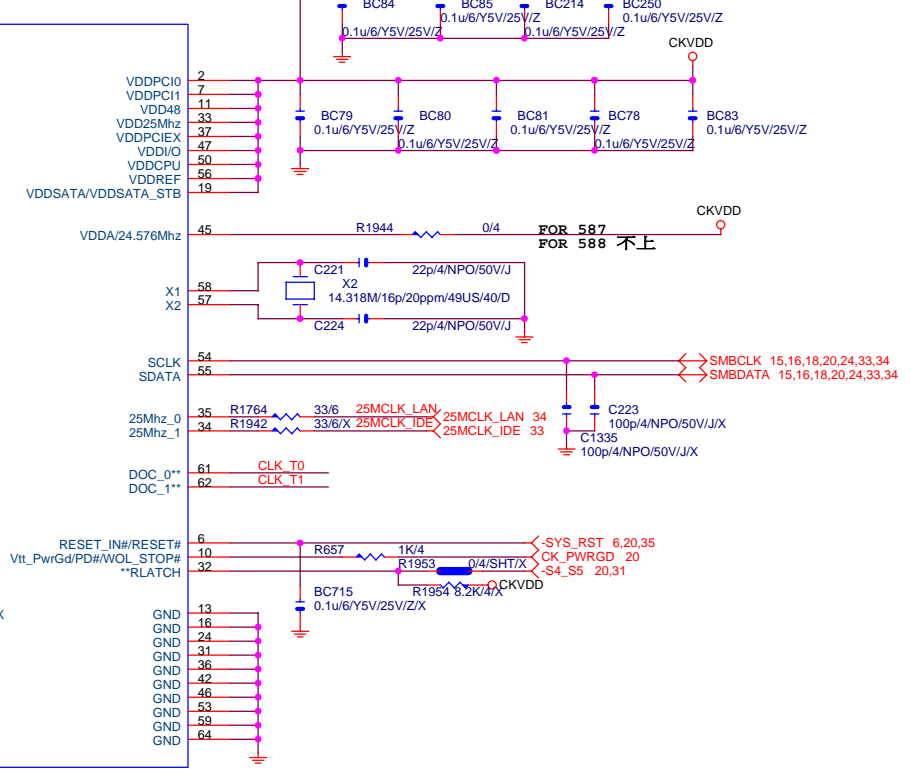 BC84 BC85 BC214 BC250
0.1u/6/Y5V/25V/Z 0.1u/6/Y5V/25V/Z 0.1u/6/Y5V/25V/Z 0.1u/6/Y5V/25V/Z
CKVDD
VDDPCI0 2
VDDPCI1 7
VDD48 11
VDD25Mhz 33
VDDPCIEX 37
VDDI/O 47
VDDCPU 50
VDDREF 56
VDDSATA/VDDSATA_STB 19
BC79 BC80 BC81 BC78 BC83
0.1u/6/Y5V/25V/Z 0.1u/6/Y5V/25V/Z 0.1u/6/Y5V/25V/Z 0.1u/6/Y5V/25V/Z 0.1u/6/Y5V/25V/Z
CKVDD
VDDA/24.576Mhz 45 R1944 0/4 FOR 587
FOR 588 不上
C221 22p/4/NPO/50V/J
X2
X1 58 14.318M/16p/20ppm/49US/40/D
X2 57
C224 22p/4/NPO/50V/J
SCLK 54 SMBCLK 15,16,18,20,24,33,34
SDATA 55 SMBDATA 15,16,18,20,24,33,34
25Mhz_0 35 R1764 33/6 25MCLK_LAN 25MCLK_LAN 34
25Mhz_1 34 R1942 33/6/X 25MCLK_IDE 25MCLK_IDE 33
C223
100p/4/NPO/50V/J/X
C1335
100p/4/NPO/50V/J/X
DOC_0** 61 CLK_T0
DOC_1** 62 CLK_T1
RESET_IN#/RESET# 6 -SYS_RST 6,20,35
Vtt_PwrGd/PD#/WOL_STOP# 10 R657 1K/4 CK_PWRGD 20
**RLATCH 32 R1953 0/4/SHT/X -S4_S5 20,31
R1954 8.2K/4/X CKVDD
BC715
0.1u/6/Y5V/25V/Z/X
X
GND 13
GND 16
GND 24
GND 31
GND 36
GND 42
GND 46
GND 53
GND 59
GND 64